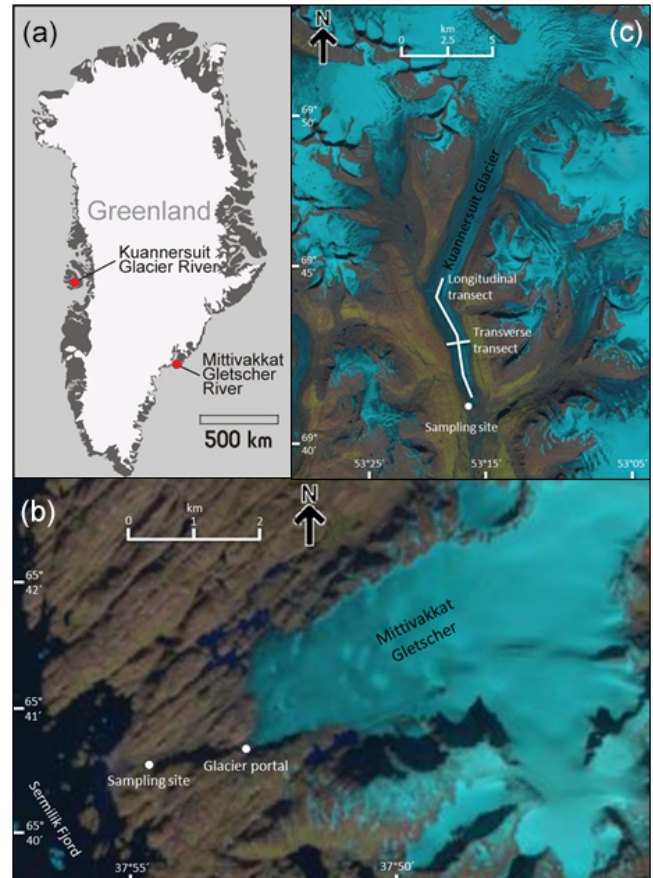 (a)
Greenland
Kuannersuit
Glacier River
Mittivakkat
Gletscher
River
500 km
N
(c)
km
0 2.5 5
69°
50′
Kuannersuit Glacier
69°
45′
Longitudinal
transect
Transverse
transect
Sampling site
69°
40′
53°25 53°15 53°05′
(b)
km
0 1 2
N
65°
42′
Mittivakkat
Gletscher
65°
41′
Glacier portal
Sampling site
Sermilik Fjord
65°
40′
37°55′ 37°50′